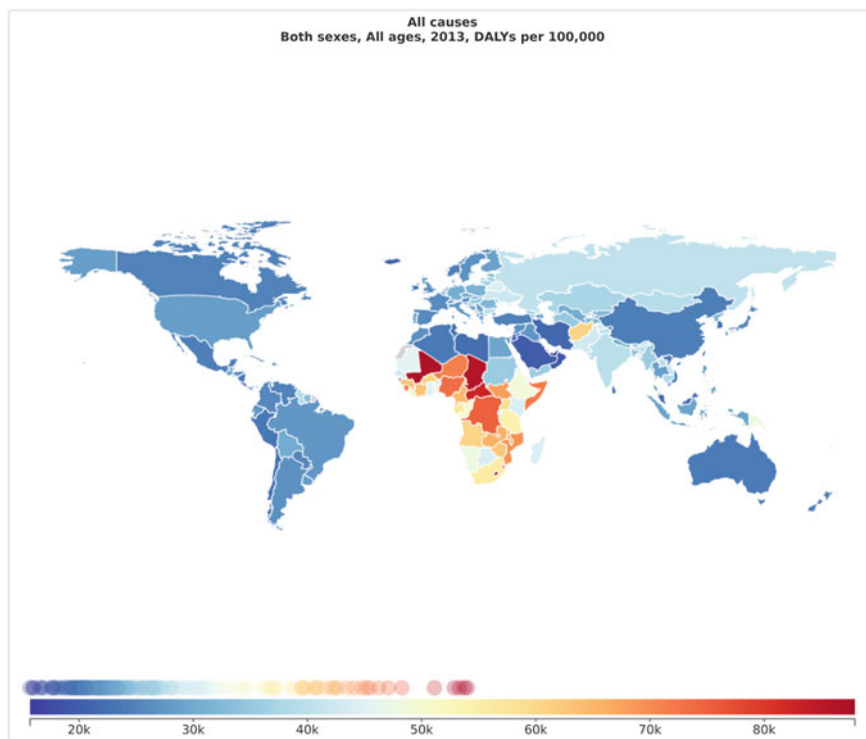 All causes
Both sexes, All ages, 2013, DALYs per 100,000
20k 30k 40k 50k 60k 70k 80k